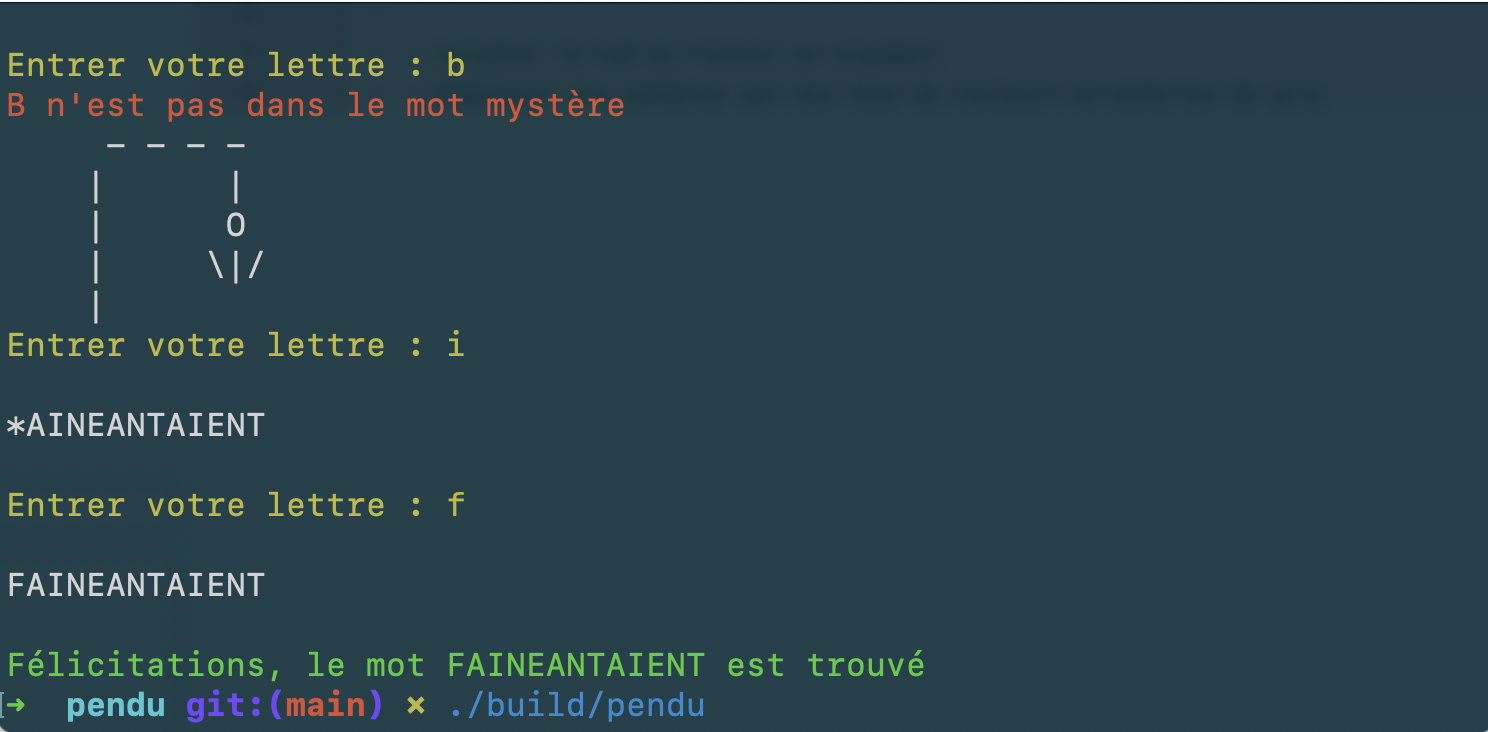 Entrer votre lettre : b
B n'est pas dans le mot mystère
     _ _ _ _
    |      |
    |      O
    |     \|/
    |
Entrer votre lettre : i
*AINEANTAIENT
Entrer votre lettre : f
FAINEANTAIENT
Félicitations, le mot FAINEANTAIENT est trouvé
➜  pendu git:(main) ✗ ./build/pendu